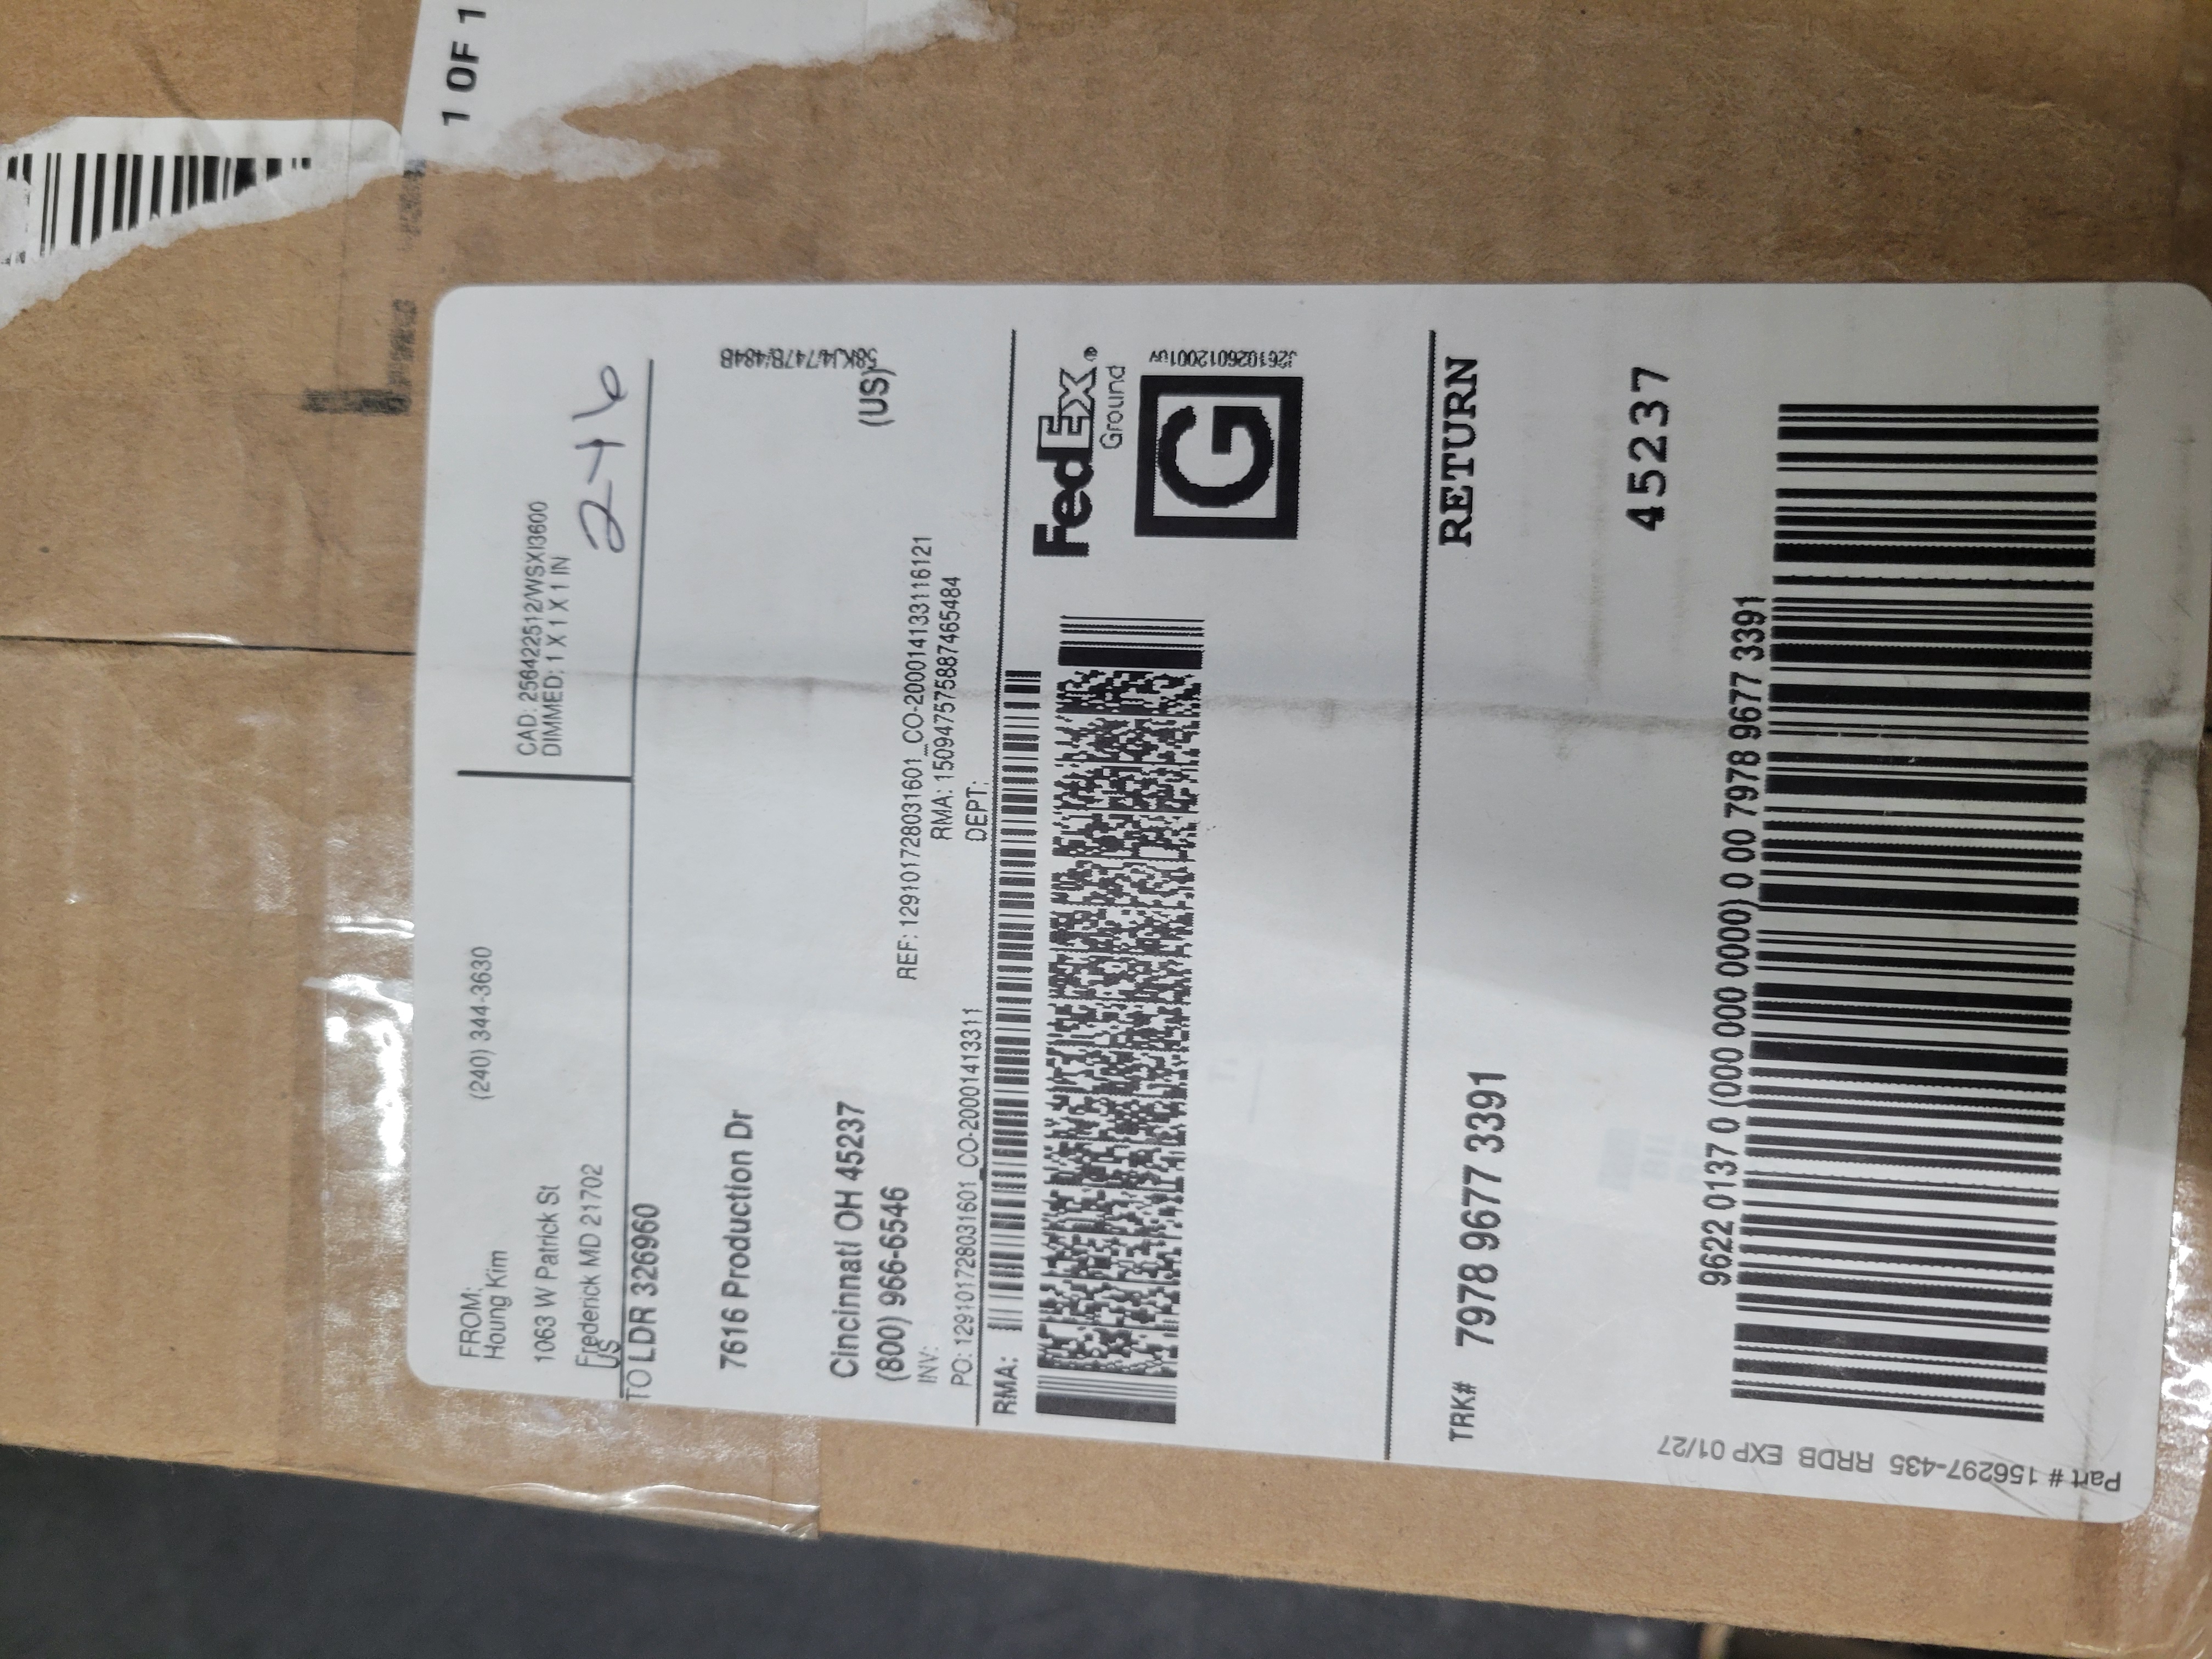 1 OF 1
FROM:
Houng Kim
(240) 344-3630
1063 W Patrick St
Frederick MD 21702
US
CAD: 256422512/WSXI3600
DIMMED: 1 X 1 X 1 IN
TO LDR 326960
7616 Production Dr
Cincinnati OH 45237
(US)
(800) 966-6546
REF: 129101728031601_CO-200014133116121
INV:
RMA: 150947575887465484
PO: 129101728031601_CO-20001413311
DEPT:
RMA:
FedEx®
Ground
G
TRK# 7978 9677 3391
RETURN
45237
9622 0137 0 (000 000 0000) 0 00 7978 9677 3391
Part # 156297-435 RRDB EXP 01/27